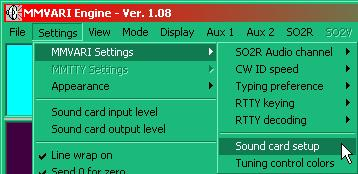 MMVARI Engine - Ver. 1.08
File Settings View Mode Display Aux 1 Aux 2 SO2R SO2V
MMVARI Settings
MMTTY Settings
Appearance
Sound card input level
Sound card output level
Line wrap on
Send 0 for zero
SO2R Audio channel
CW ID speed
Typing preference
RTTY keying
RTTY decoding
Sound card setup
Tuning control colors